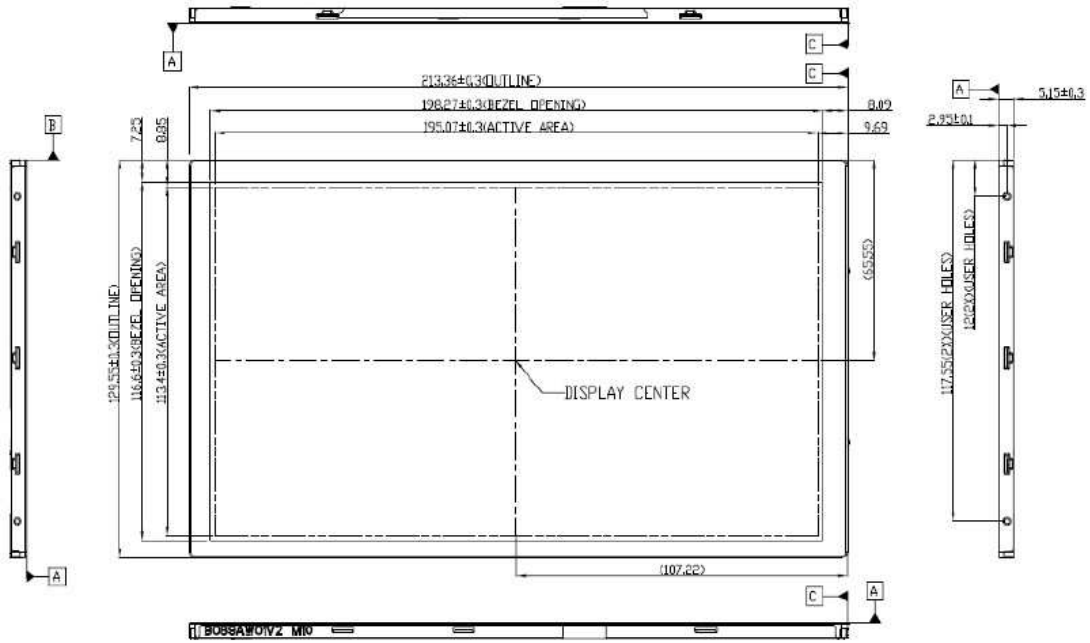 A
C
C
213.36±0.3(OUTLINE)
198.27±0.3(BEZEL OPENING)
8.09
195.07±0.3(ACTIVE AREA)
9.69
7.25
8.85
B
A
5.15±0.3
2.95±0.1
129.55±0.3(OUTLINE)
116.6±0.3(BEZEL OPENING)
113.4±0.3(ACTIVE AREA)
(65.55)
12(2X)(USER HOLES)
117.55(2X)(USER HOLES)
DISPLAY CENTER
(107.22)
A
C
A